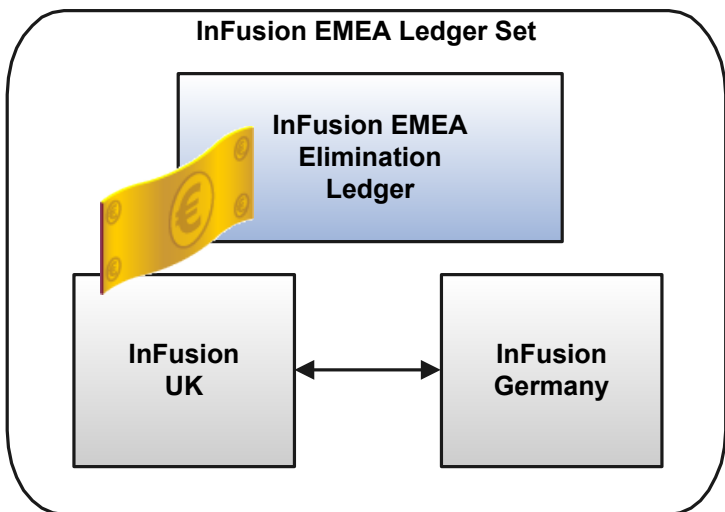 InFusion EMEA Ledger Set
InFusion EMEA
Elimination
Ledger
€
InFusion
UK
InFusion
Germany